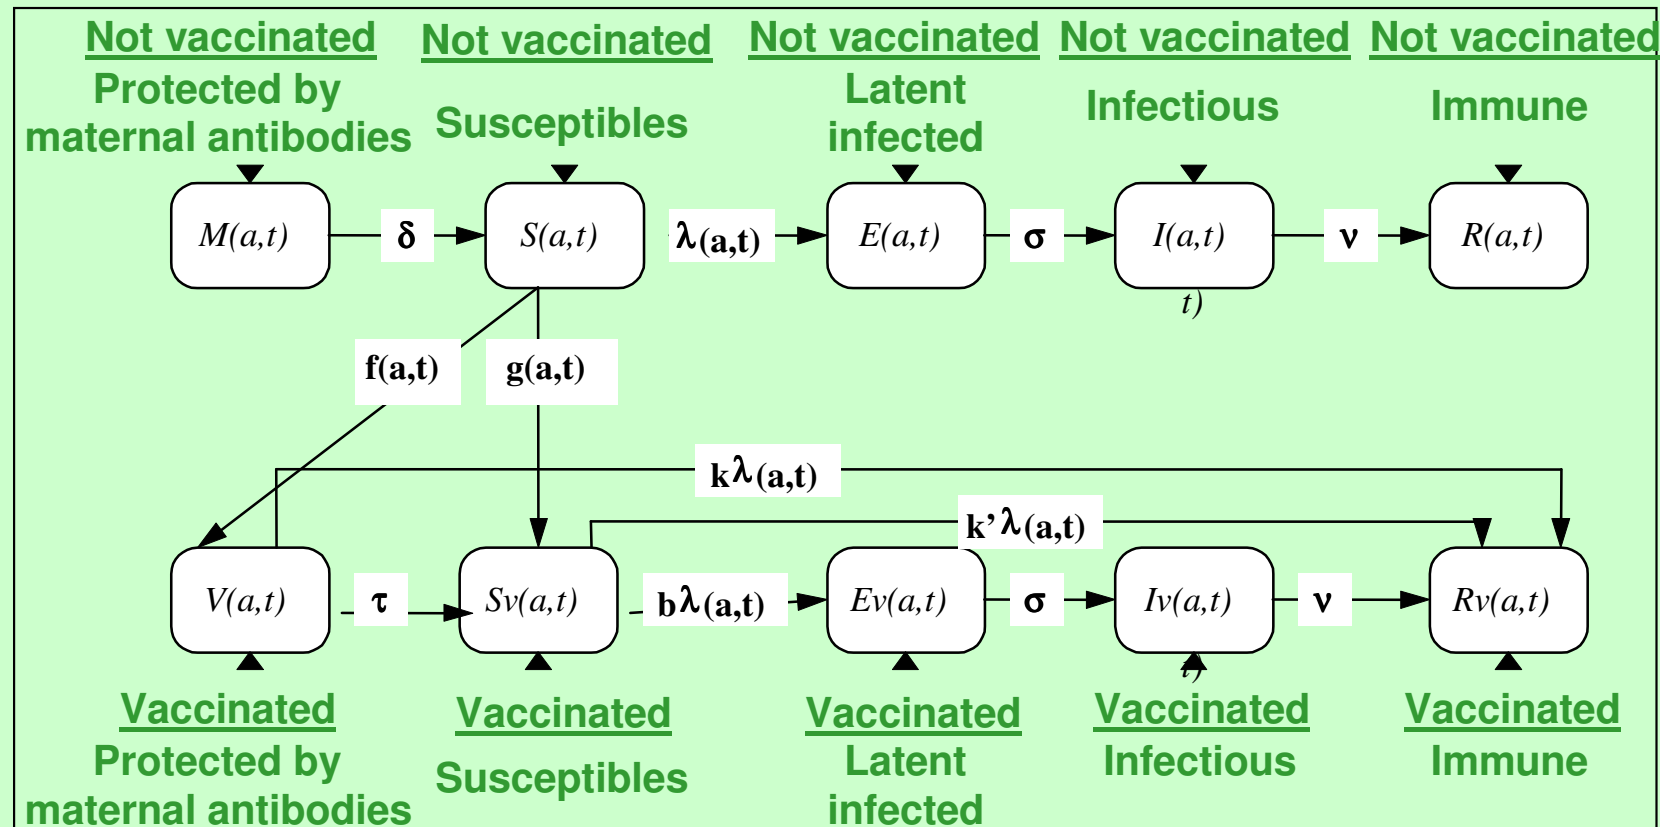 Not vaccinated Not vaccinated Not vaccinated Not vaccinated Not vaccinated
Protected by
maternal antibodies
Susceptibles
Latent
infected
Infectious
Immune
M(a,t)
δ
S(a,t)
λ(a,t)
E(a,t)
σ
I(a,t)
t)
ν
R(a,t)
f(a,t)
g(a,t)
kλ(a,t)
k’λ(a,t)
V(a,t)
τ
Sv(a,t)
bλ(a,t)
Ev(a,t)
σ
Iv(a,t)
t)
ν
Rv(a,t)
Vaccinated Vaccinated Vaccinated Vaccinated Vaccinated
Protected by
maternal antibodies
Susceptibles
Latent
infected
Infectious
Immune